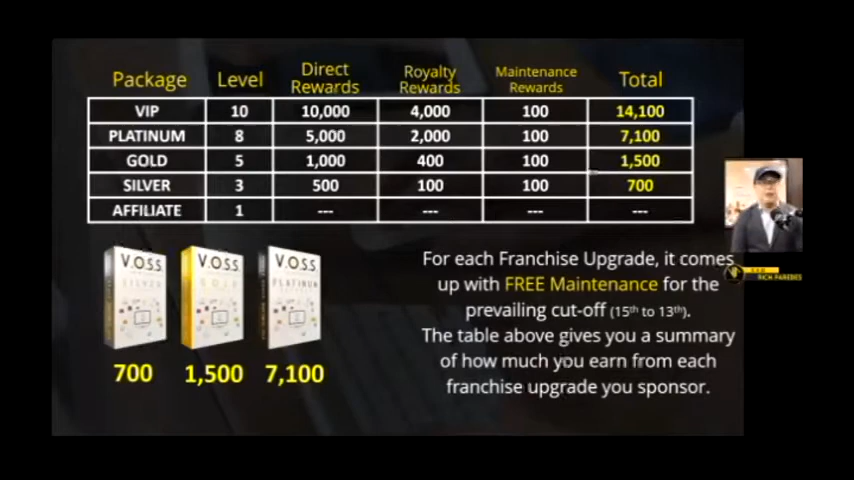 Package Level Direct Rewards Royalty Rewards Maintenance Rewards Total
VIP 10 10,000 4,000 100 14,100
PLATINUM 8 5,000 2,000 100 7,100
GOLD 5 1,000 400 100 1,500
SILVER 3 500 100 100 700
AFFILIATE 1 --- --- --- ---
V.O.S.S. V.O.S.S. V.O.S.S.
SILVER GOLD PLATINUM
700 1,500 7,100
For each Franchise Upgrade, it comes
up with FREE Maintenance for the
prevailing cut-off (15th to 13th).
The table above gives you a summary
of how much you earn from each
franchise upgrade you sponsor.
RICH PAREDES